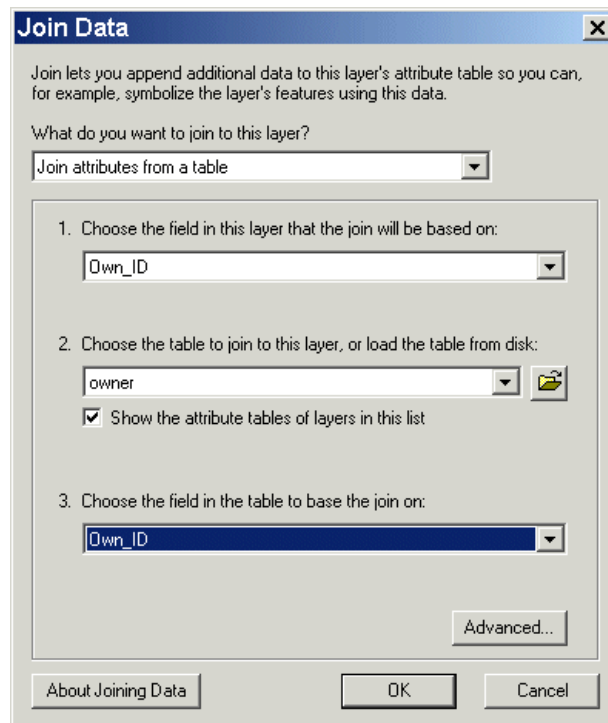 Join Data
Join lets you append additional data to this layer's attribute table so you can,
for example, symbolize the layer's features using this data.
What do you want to join to this layer?
Join attributes from a table
1. Choose the field in this layer that the join will be based on:
Own_ID
2. Choose the table to join to this layer, or load the table from disk:
owner
Show the attribute tables of layers in this list
3. Choose the field in the table to base the join on:
Own_ID
Advanced...
About Joining Data OK Cancel